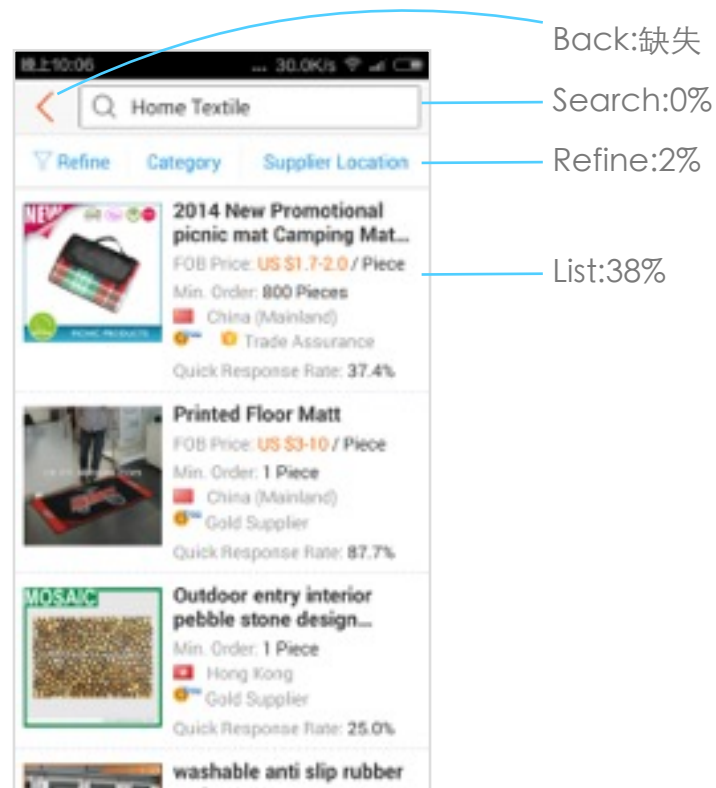 Back:缺失
晚上10:06 ... 30.0K/s
Home Textile
Search:0%
Refine Category Supplier Location
Refine:2%
NEW
2014 New Promotional
picnic mat Camping Mat...
FOB Price: US $1.7-2.0 / Piece
List:38%
Min. Order: 800 Pieces
China (Mainland)
Trade Assurance
PICNIC PRODUCTS
Quick Response Rate: 37.4%
Printed Floor Matt
FOB Price: US $3-10 / Piece
Min. Order: 1 Piece
China (Mainland)
Gold Supplier
Quick Response Rate: 87.7%
MOSAIC
Outdoor entry interior
pebble stone design...
Min. Order: 1 Piece
Hong Kong
Gold Supplier
Quick Response Rate: 25.0%
washable anti slip rubber